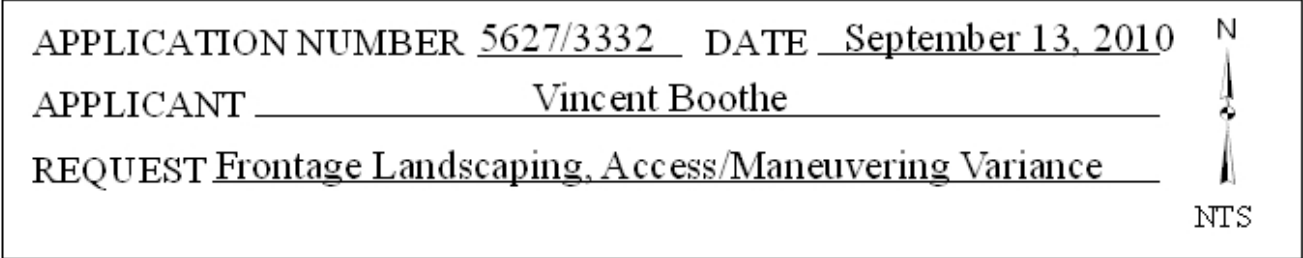 APPLICATION NUMBER 5627/3332 DATE September 13, 2010
N
APPLICANT Vincent Boothe
REQUEST Frontage Landscaping, Access/Maneuvering Variance
NTS